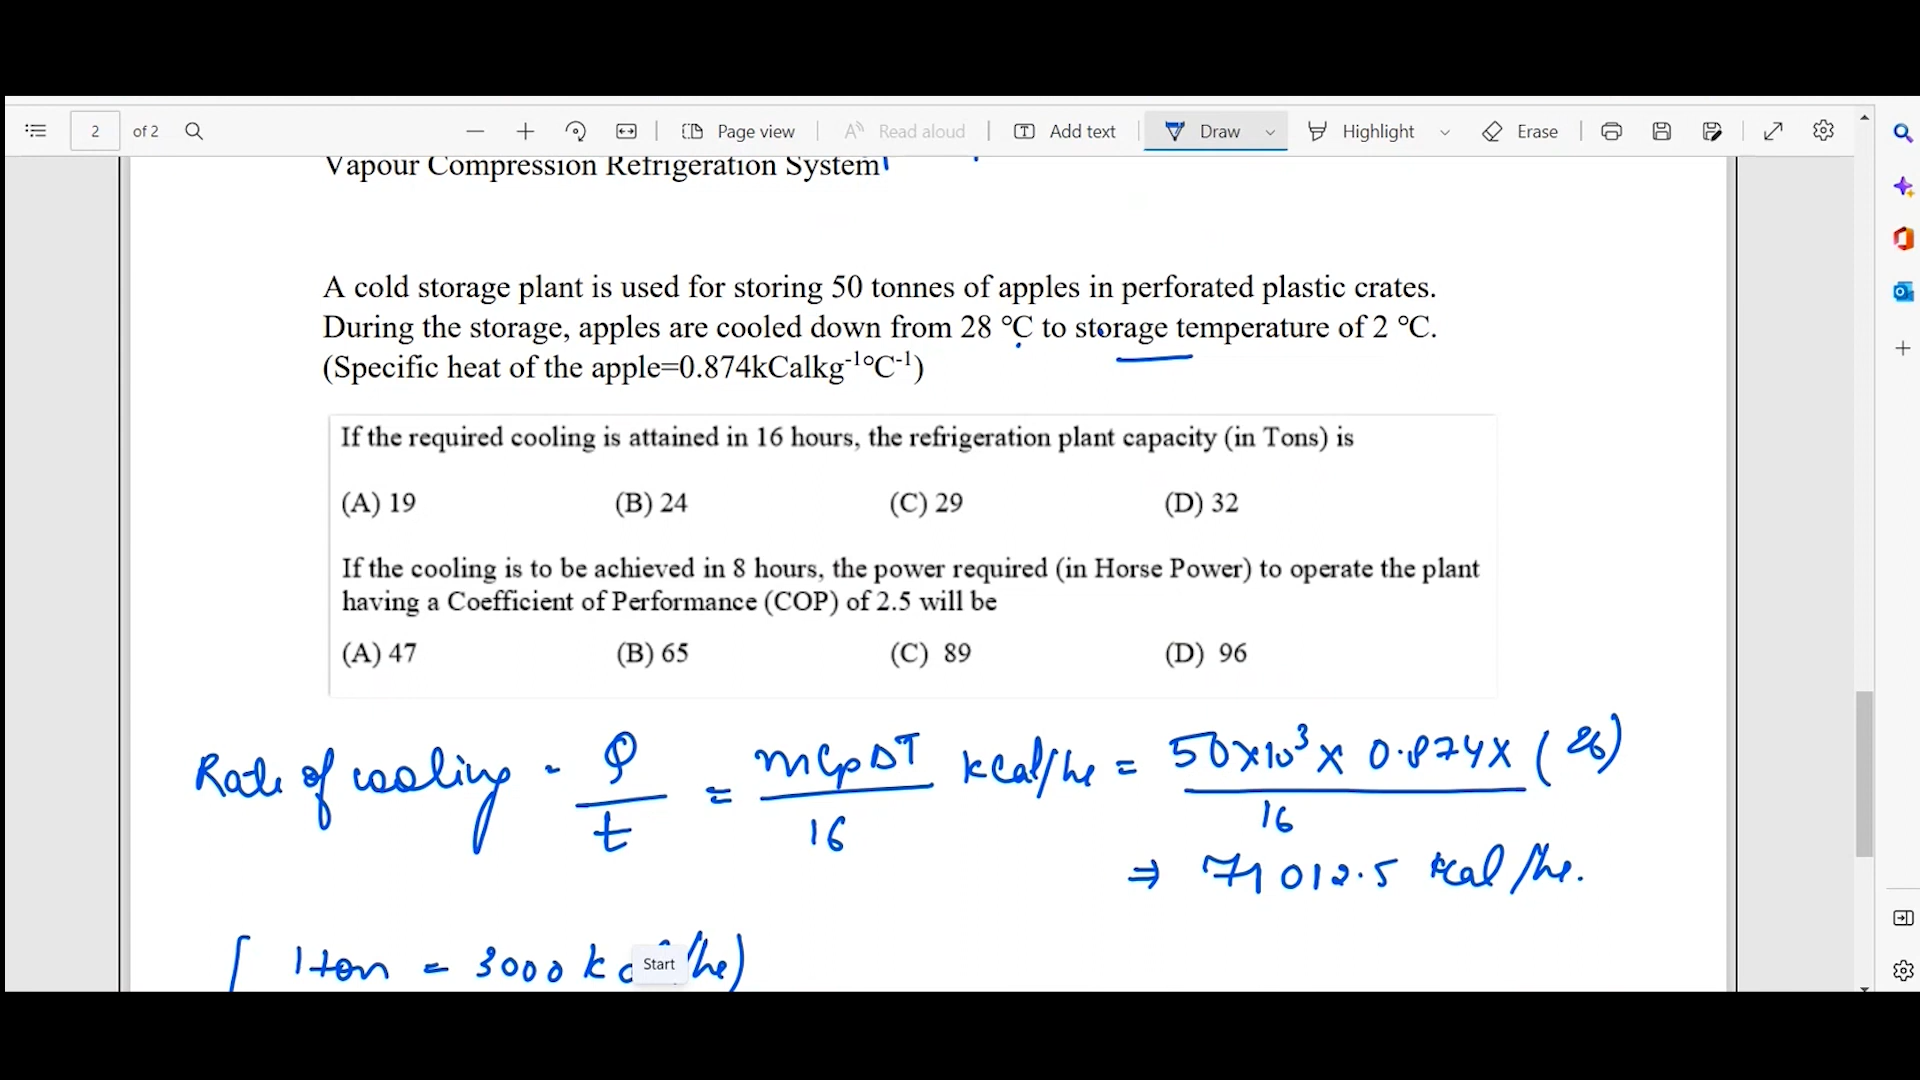 2 of 2 Page view Read aloud Add text Draw Highlight Erase
Vapour Compression Refrigeration System
A cold storage plant is used for storing 50 tonnes of apples in perforated plastic crates.
During the storage, apples are cooled down from 28 °C to storage temperature of 2 °C.
(Specific heat of the apple=0.874kCalkg⁻¹°C⁻¹)
If the required cooling is attained in 16 hours, the refrigeration plant capacity (in Tons) is
(A) 19 (B) 24 (C) 29 (D) 32
If the cooling is to be achieved in 8 hours, the power required (in Horse Power) to operate the plant
having a Coefficient of Performance (COP) of 2.5 will be
(A) 47 (B) 65 (C) 89 (D) 96
Rate of cooling = Q/t = mCpΔT/16 kcal/hr = 50×10³ × 0.874 × (26)/16
⇒ 71012.5 kcal/hr.
[ 1 ton = 3000 kcal/hr)
Start